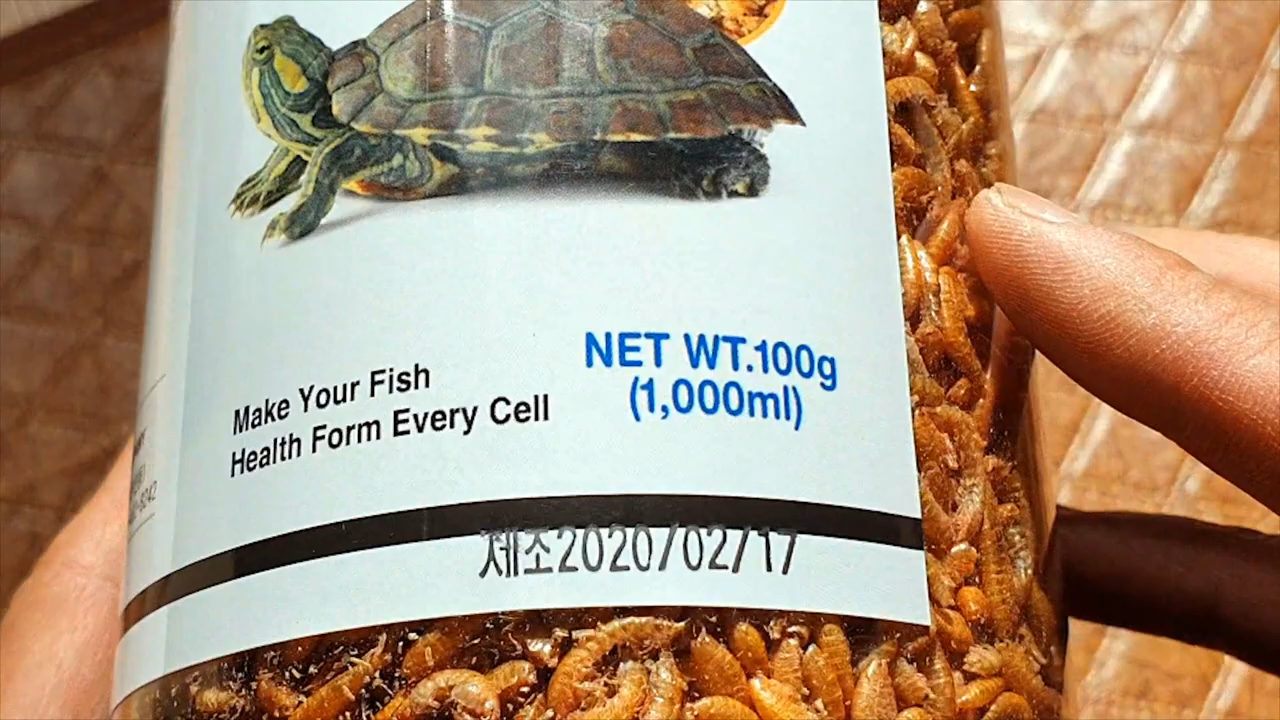 Make Your Fish
Health Form Every Cell
NET WT.100g
(1,000ml)
제조2020/02/17